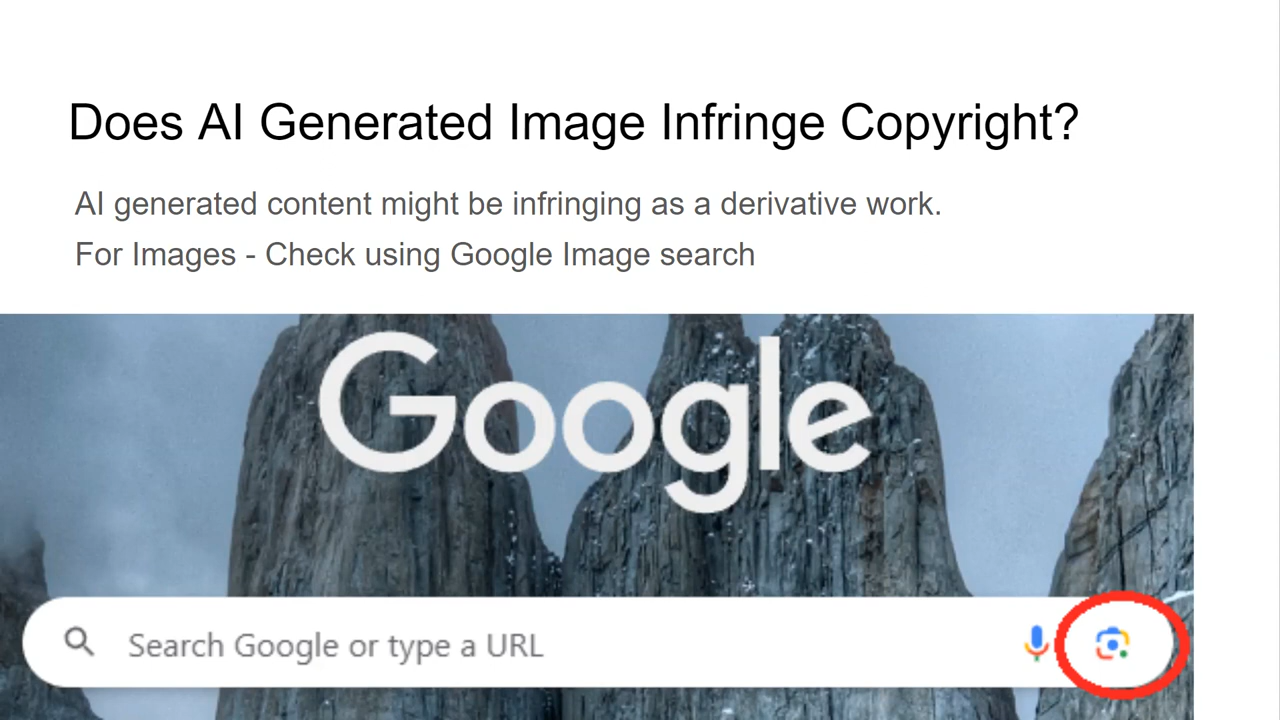 Does AI Generated Image Infringe Copyright?
AI generated content might be infringing as a derivative work.
For Images - Check using Google Image search
Google
Search Google or type a URL